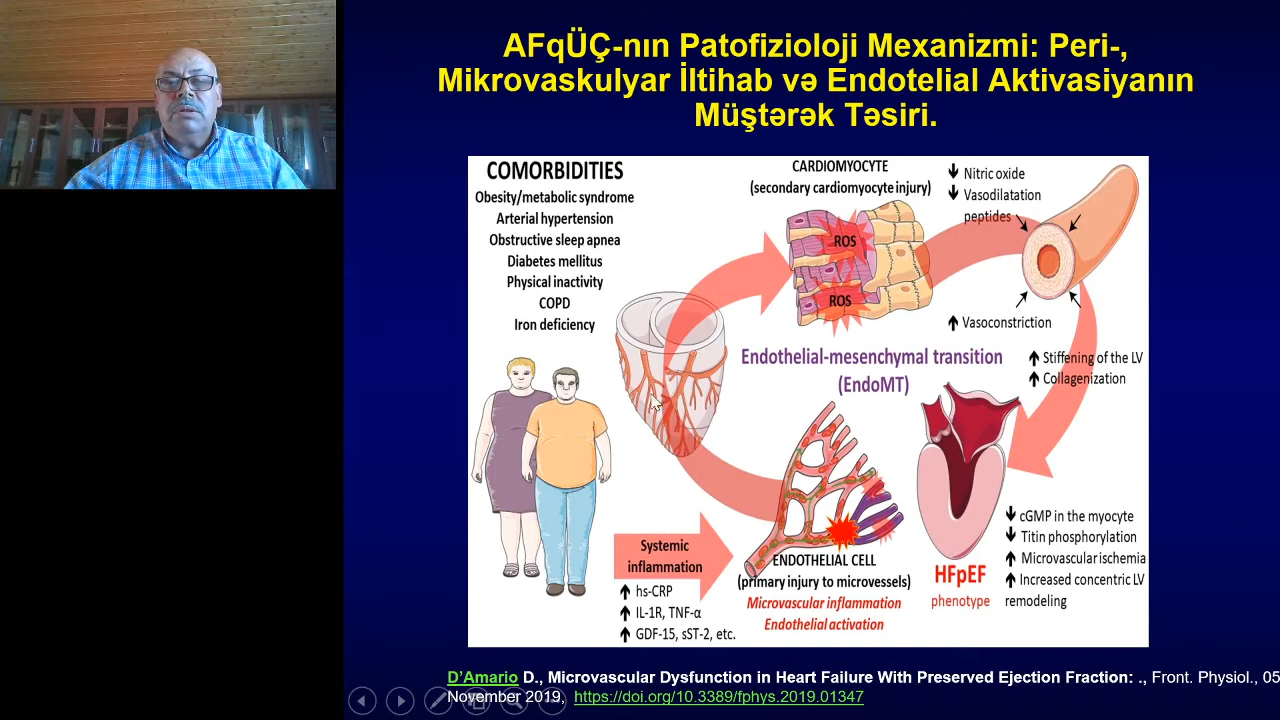 AFqÜÇ-nın Patofizioloji Mexanizmi: Peri-,
Mikrovaskulyar İltihab və Endotelial Aktivasiyanın
Müştərək Təsiri.
COMORBIDITIES
Obesity/metabolic syndrome
Arterial hypertension
Obstructive sleep apnea
Diabetes mellitus
Physical inactivity
COPD
Iron deficiency
CARDIOMYOCYTE
(secondary cardiomyocyte injury)
ROS
ROS
Nitric oxide
Vasodilatation
peptides
Vasoconstriction
Endothelial-mesenchymal transition
(EndoMT)
Stiffening of the LV
Collagenization
Systemic
inflammation
hs-CRP
IL-1R, TNF-α
GDF-15, sST-2, etc.
ENDOTHELIAL CELL
(primary injury to microvessels)
Microvascular inflammation
Endothelial activation
HFpEF
phenotype
cGMP in the myocyte
Titin phosphorylation
Microvascular ischemia
Increased concentric LV
remodeling
D’Amario D., Microvascular Dysfunction in Heart Failure With Preserved Ejection Fraction: ., Front. Physiol., 05
November 2019, https://doi.org/10.3389/fphys.2019.01347